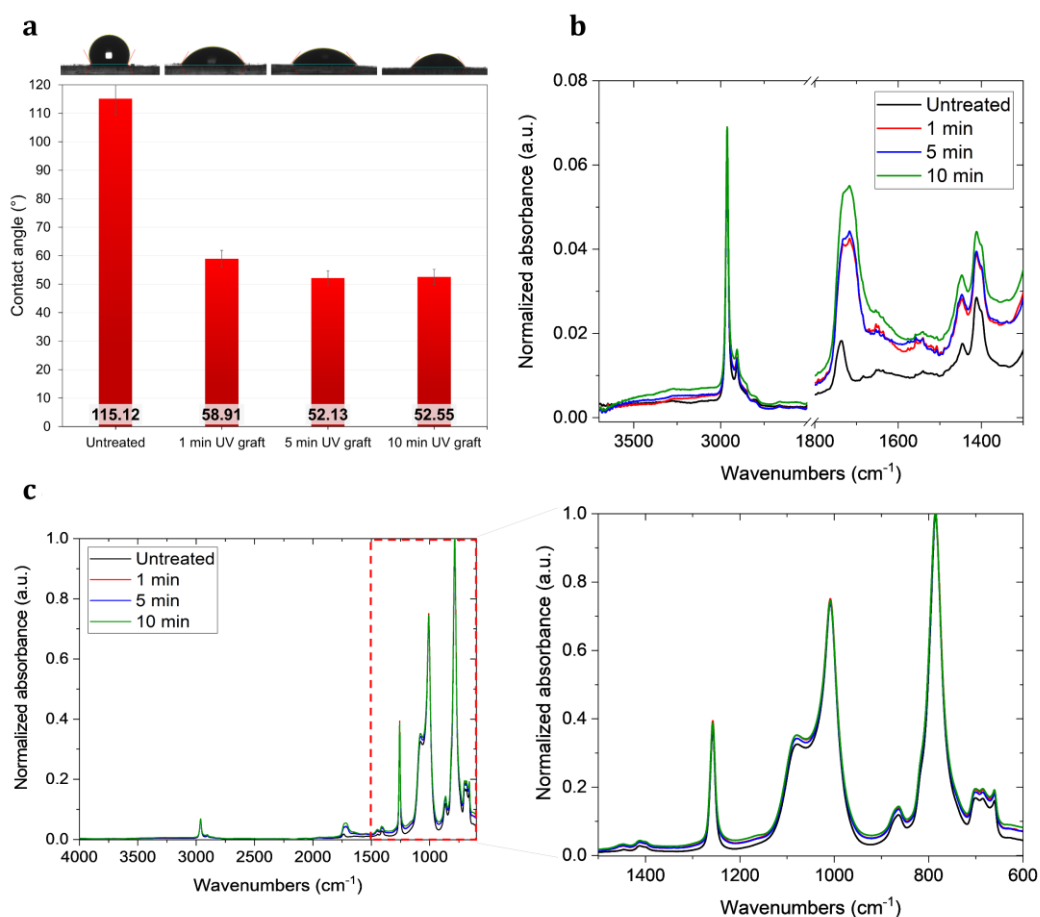 a
120
110
100
90
80
70
60
50
40
30
20
10
0
Contact angle (°)
115.12
58.91
52.13
52.55
Untreated
1 min UV graft
5 min UV graft
10 min UV graft
b
0.08
0.06
0.04
0.02
0.00
Normalized absorbance (a.u.)
Untreated
1 min
5 min
10 min
3500
3000
1800
1600
1400
Wavenumbers (cm⁻¹)
c
1.0
0.8
0.6
0.4
0.2
0.0
Normalized absorbance (a.u.)
Untreated
1 min
5 min
10 min
4000
3500
3000
2500
2000
1500
1000
Wavenumbers (cm⁻¹)
1.0
0.8
0.6
0.4
0.2
0.0
Normalized absorbance (a.u.)
1400
1200
1000
800
600
Wavenumbers (cm⁻¹)